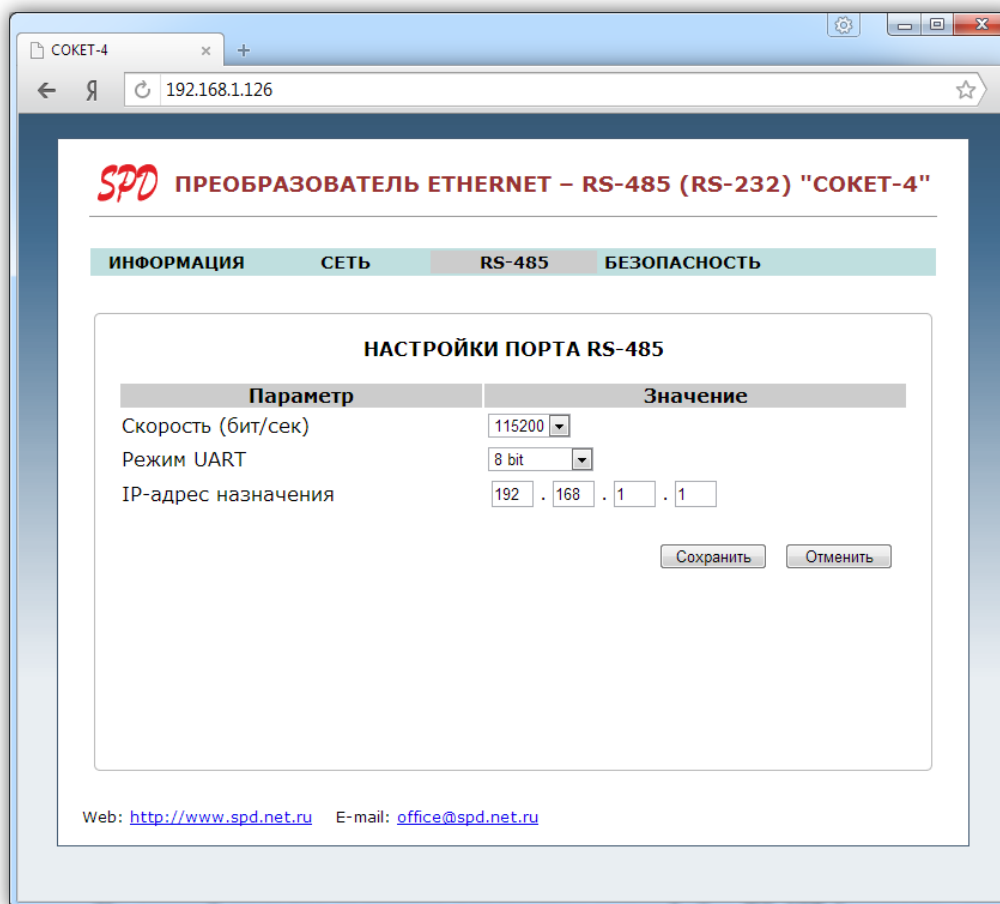 СОКЕТ-4
Я
192.168.1.126
SPD ПРЕОБРАЗОВАТЕЛЬ ETHERNET – RS-485 (RS-232) "СОКЕТ-4"
ИНФОРМАЦИЯ СЕТЬ RS-485 БЕЗОПАСНОСТЬ
НАСТРОЙКИ ПОРТА RS-485
Параметр Значение
Скорость (бит/сек) 115200
Режим UART 8 bit
IP-адрес назначения 192 . 168 . 1 . 1
Сохранить Отменить
Web: http://www.spd.net.ru E-mail: office@spd.net.ru